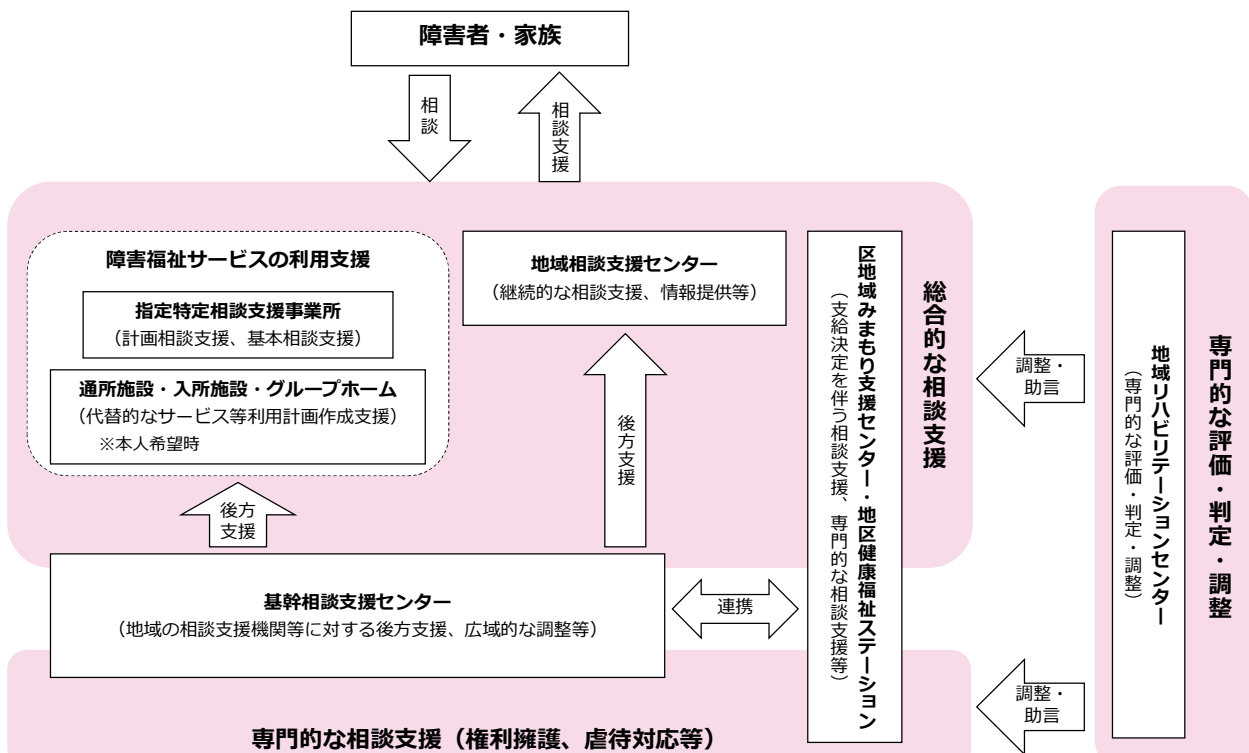 障害者・家族
相談
相談支援
障害福祉サービスの利用支援
指定特定相談支援事業所
（計画相談支援、基本相談支援）
通所施設・入所施設・グループホーム
（代替的なサービス等利用計画作成支援）
※本人希望時
地域相談支援センター
（継続的な相談支援、情報提供等）
区地域みまもり支援センター・地区健康福祉ステーション
（支給決定を伴う相談支援、専門的な相談支援等）
総合的な相談支援
調整・
助言
地域リハビリテーションセンター
（専門的な評価・判定・調整）
専門的な評価・判定・調整
後方
支援
後方支援
基幹相談支援センター
（地域の相談支援機関等に対する後方支援、広域的な調整等）
連携
調整・
助言
専門的な相談支援（権利擁護、虐待対応等）